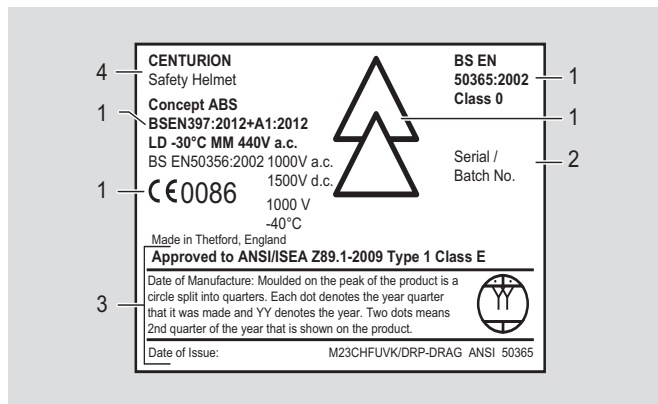 CENTURION
Safety Helmet
Concept ABS
BSEN397:2012+A1:2012
LD -30°C MM 440V a.c.
BS EN50356:2002 1000V a.c.
1500V d.c.
CE0086
1000 V
-40°C
BS EN
50365:2002
Class 0
Serial /
Batch No.
Made in Thetford, England
Approved to ANSI/ISEA Z89.1-2009 Type 1 Class E
Date of Manufacture: Moulded on the peak of the product is a
circle split into quarters. Each dot denotes the year quarter
that it was made and YY denotes the year. Two dots means
2nd quarter of the year that is shown on the product.
YY
Date of Issue: M23CHFUVK/DRP-DRAG ANSI 50365
4
1
1
3
1
1
2